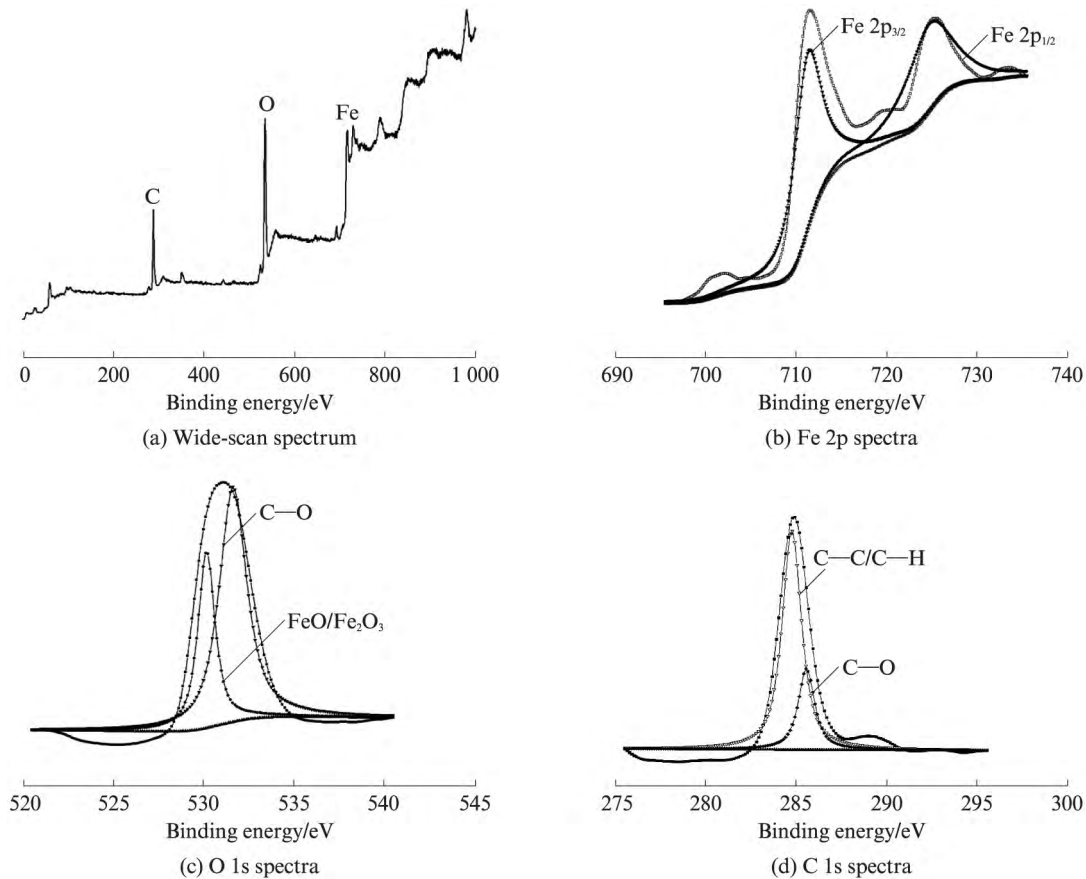 C
O
Fe
0 200 400 600 800 1 000
Binding energy/eV
(a) Wide-scan spectrum
Fe 2p₃/₂
Fe 2p₁/₂
690 700 710 720 730 740
Binding energy/eV
(b) Fe 2p spectra
C—O
FeO/Fe₂O₃
520 525 530 535 540 545
Binding energy/eV
(c) O 1s spectra
C—C/C—H
C—O
275 280 285 290 295 300
Binding energy/eV
(d) C 1s spectra